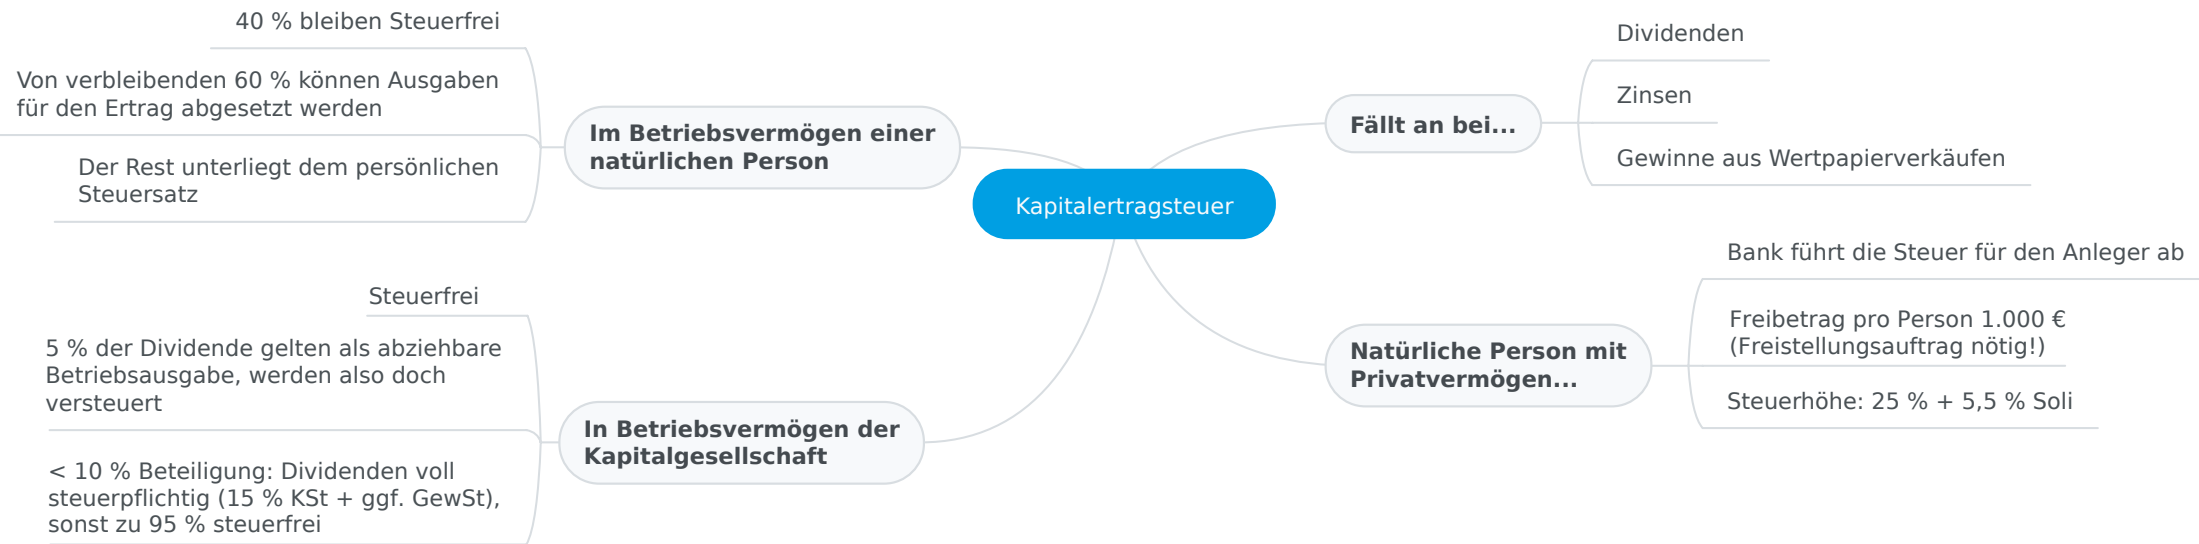 Kapitalertragsteuer
Fällt an bei...
Dividenden
Zinsen
Gewinne aus Wertpapierverkäufen
Natürliche Person mit
Privatvermögen...
Bank führt die Steuer für den Anleger ab
Freibetrag pro Person 1.000 €
(Freistellungsauftrag nötig!)
Steuerhöhe: 25 % + 5,5 % Soli
Im Betriebsvermögen einer
natürlichen Person
40 % bleiben Steuerfrei
Von verbleibenden 60 % können Ausgaben
für den Ertrag abgesetzt werden
Der Rest unterliegt dem persönlichen
Steuersatz
In Betriebsvermögen der
Kapitalgesellschaft
Steuerfrei
5 % der Dividende gelten als abziehbare
Betriebsausgabe, werden also doch
versteuert
< 10 % Beteiligung: Dividenden voll
steuerpflichtig (15 % KSt + ggf. GewSt),
sonst zu 95 % steuerfrei